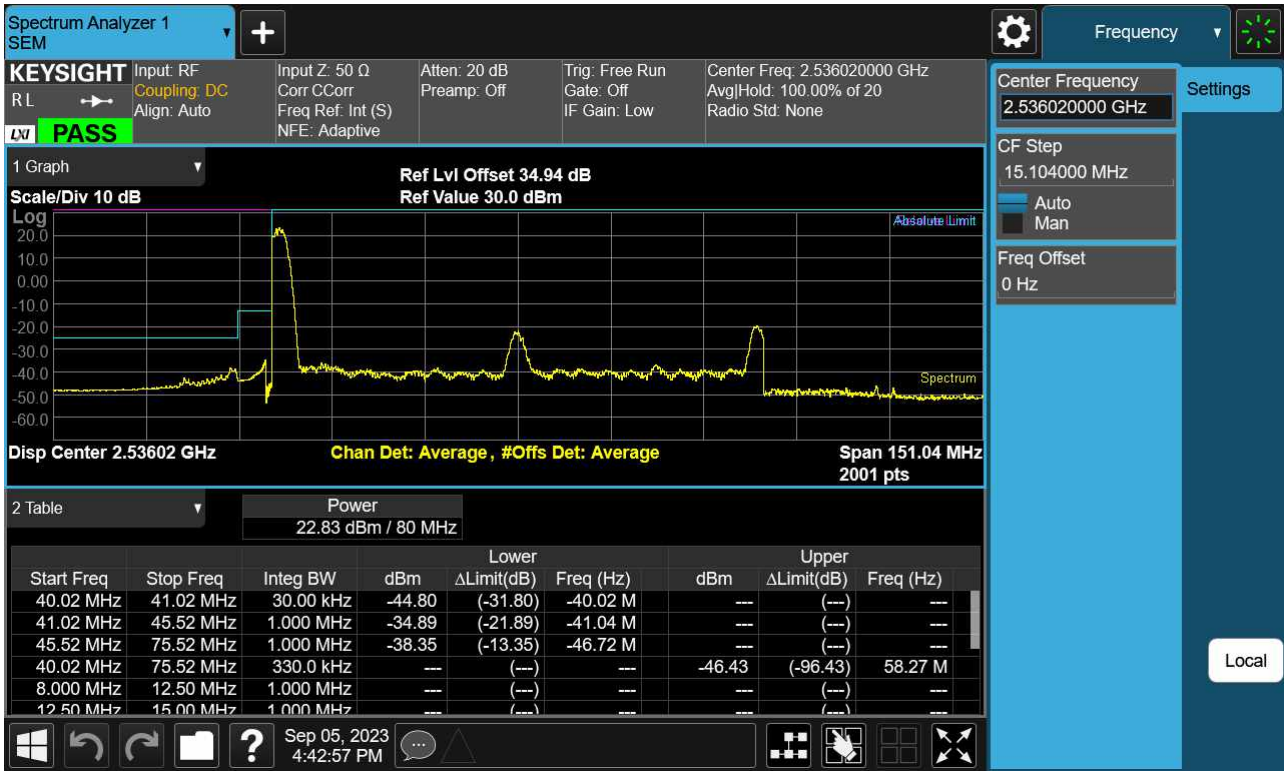 Spectrum Analyzer 1
SEM
Frequency
KEYSIGHT
RL
LXI
PASS
Input: RF
Coupling: DC
Align: Auto
Input Z: 50 Ω
Corr CCorr
Freq Ref: Int (S)
NFE: Adaptive
Atten: 20 dB
Preamp: Off
Trig: Free Run
Gate: Off
IF Gain: Low
Center Freq: 2.536020000 GHz
Avg|Hold: 100.00% of 20
Radio Std: None
Center Frequency
2.536020000 GHz
Settings
CF Step
15.104000 MHz
Auto
Man
Freq Offset
0 Hz
Local
1 Graph
Scale/Div 10 dB
Ref Lvl Offset 34.94 dB
Ref Value 30.0 dBm
Log
20.0
10.0
0.00
-10.0
-20.0
-30.0
-40.0
-50.0
-60.0
Absolute Limit
Spectrum
Disp Center 2.53602 GHz
Chan Det: Average, #Offs Det: Average
Span 151.04 MHz
2001 pts
2 Table
Power
22.83 dBm / 80 MHz
Lower Upper
Start Freq Stop Freq Integ BW dBm ΔLimit(dB) Freq (Hz) dBm ΔLimit(dB) Freq (Hz)
40.02 MHz 41.02 MHz 30.00 kHz -44.80 (-31.80) -40.02 M --- (---) ---
41.02 MHz 45.52 MHz 1.000 MHz -34.89 (-21.89) -41.04 M --- (---) ---
45.52 MHz 75.52 MHz 1.000 MHz -38.35 (-13.35) -46.72 M --- (---) ---
40.02 MHz 75.52 MHz 330.0 kHz --- (---) --- -46.43 (-96.43) 58.27 M
8.000 MHz 12.50 MHz 1.000 MHz --- (---) --- --- (---) ---
12.50 MHz 15.00 MHz 1.000 MHz --- (---) --- --- (---) ---
Sep 05, 2023
4:42:57 PM